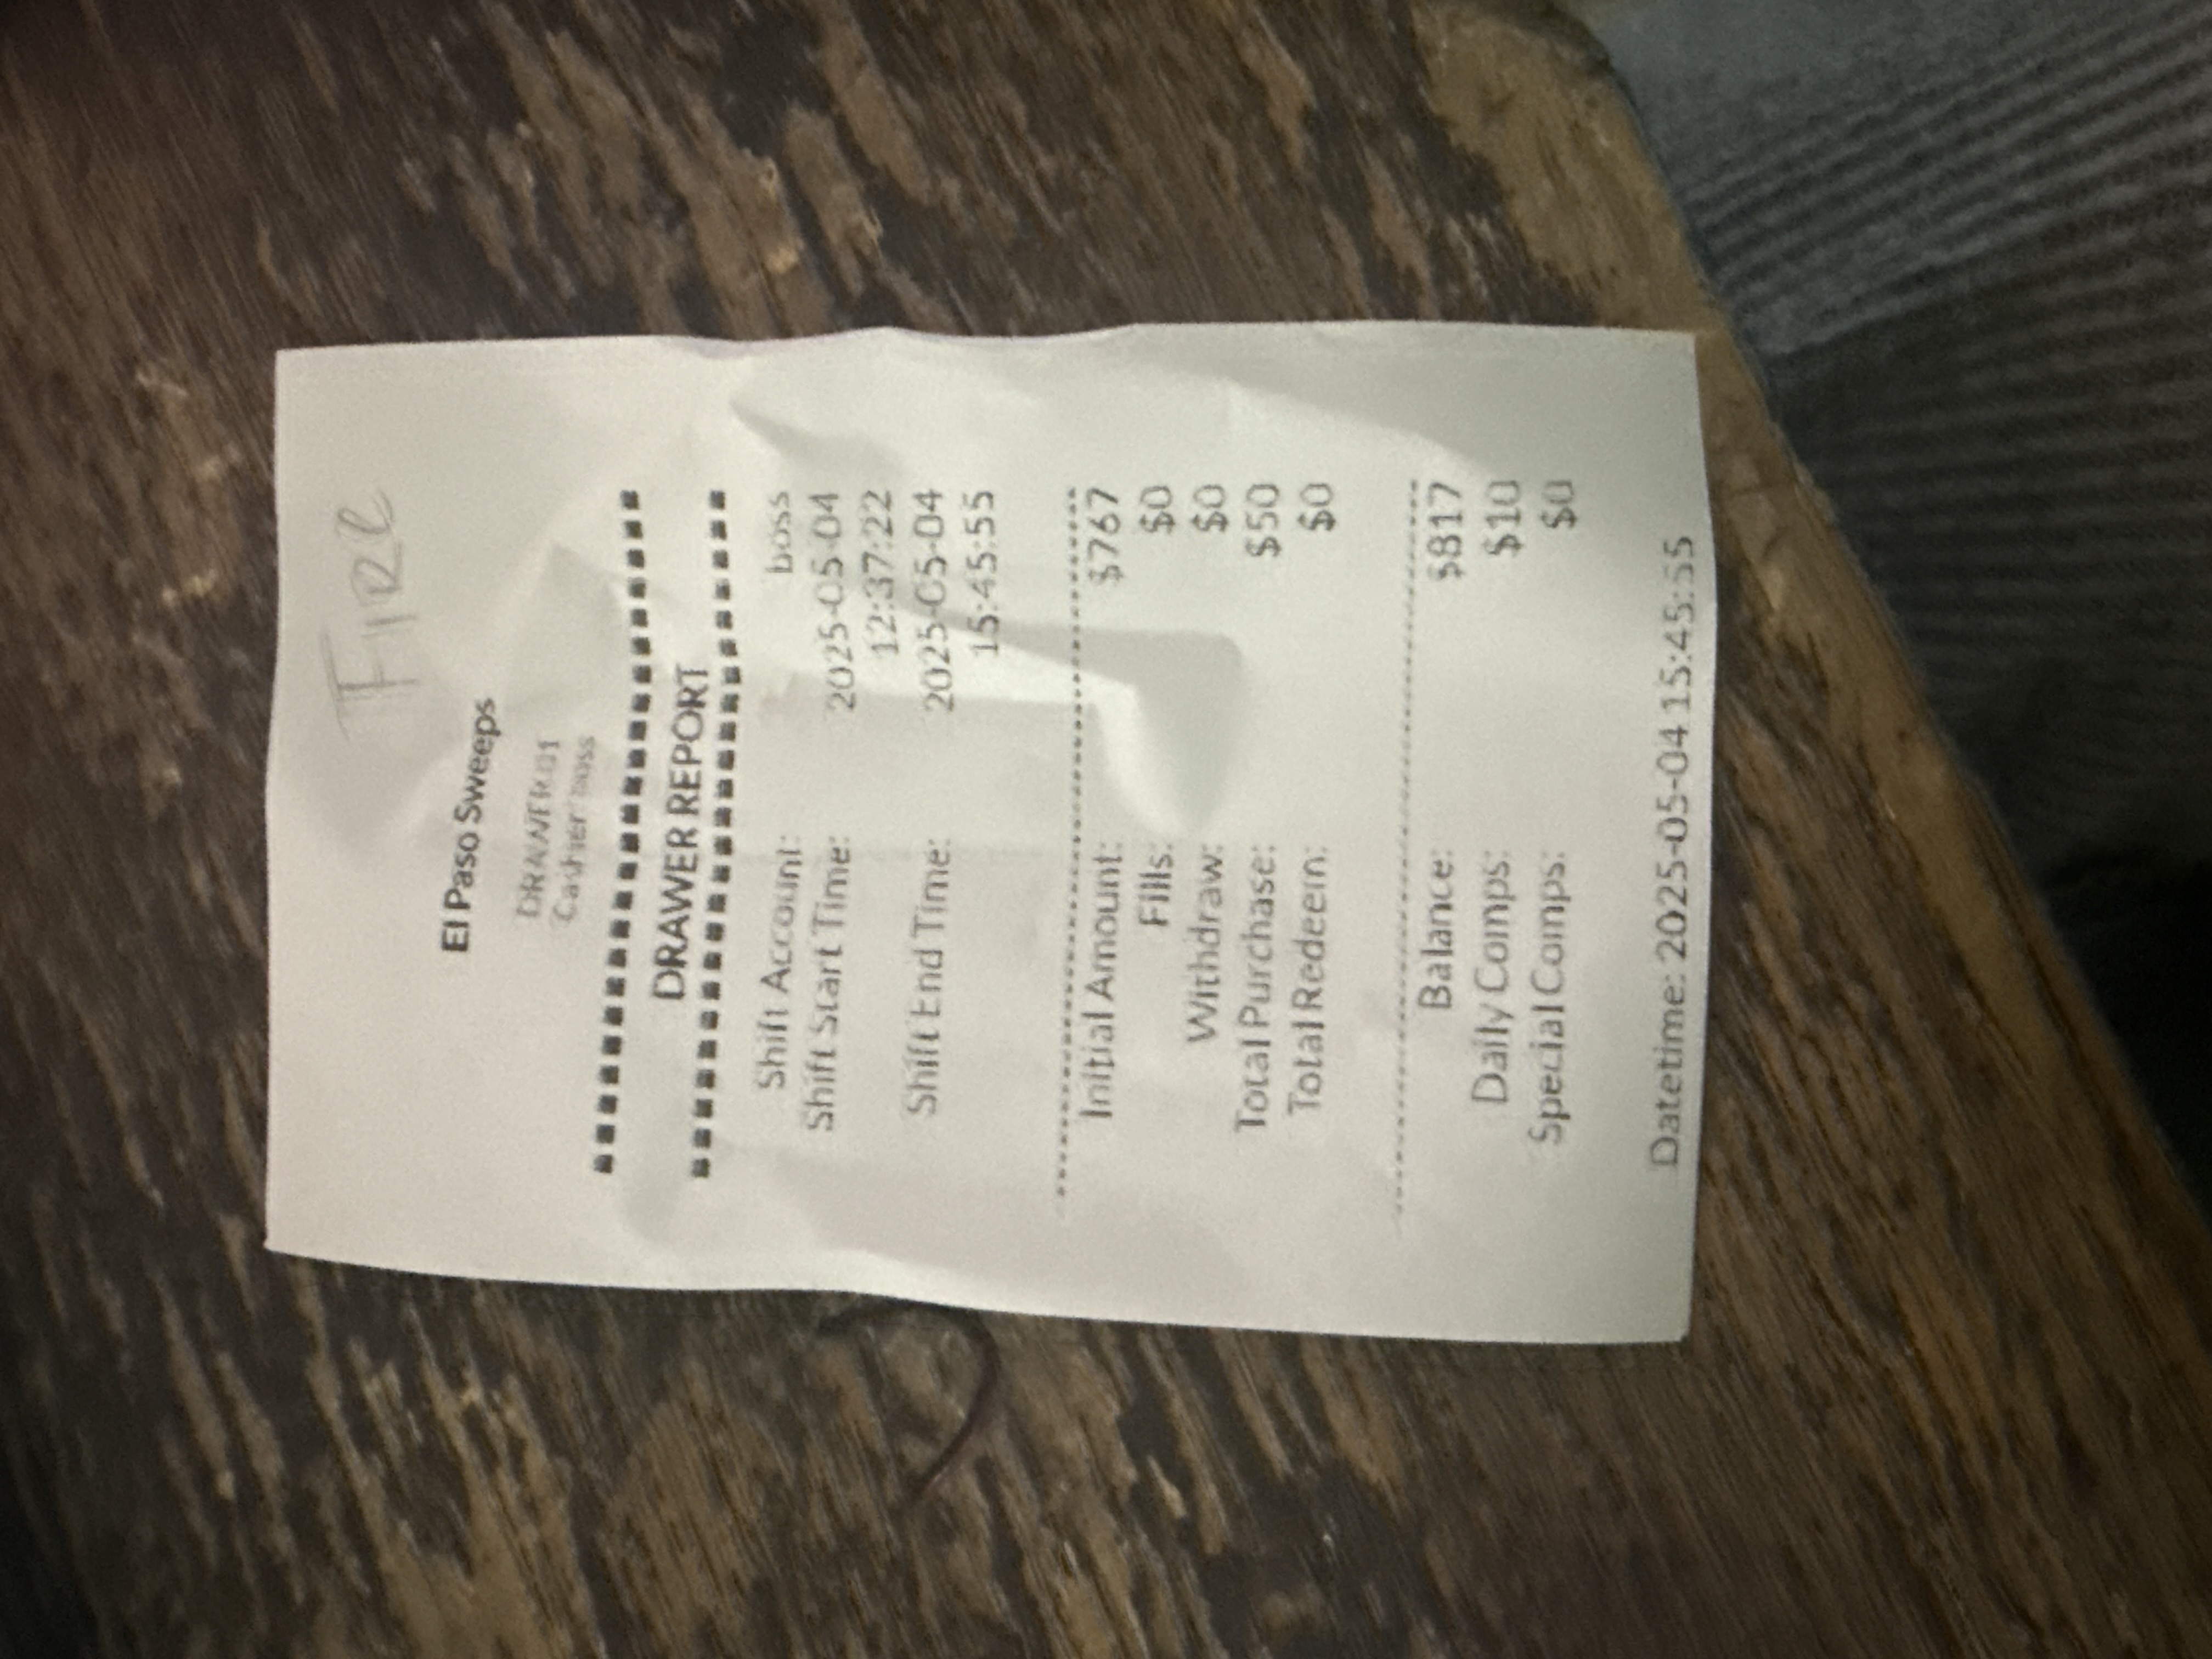 FIRE
El Paso Sweeps
DRAWER:01
Cashier:boss
DRAWER REPORT
Shift Account: boss
Shift Start Time: 2025-05-04
12:37:22
Shift End Time: 2025-05-04
15:45:55
Initial Amount: $767
Fills: $0
Withdraw: $0
Total Purchase: $50
Total Redeem: $0
Balance: $817
Daily Comps: $10
Special Comps: $0
Datetime: 2025-05-04 15:45:55